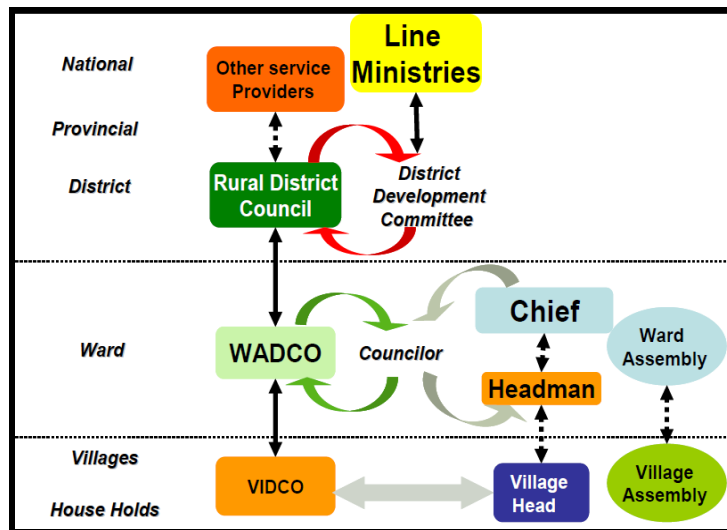 National
Other service
Providers
Line
Ministries
Provincial
District
Rural District
Council
District
Development
Committee
Ward
WADCO
Councilor
Chief
Headman
Ward
Assembly
Villages
House Holds
VIDCO
Village
Head
Village
Assembly